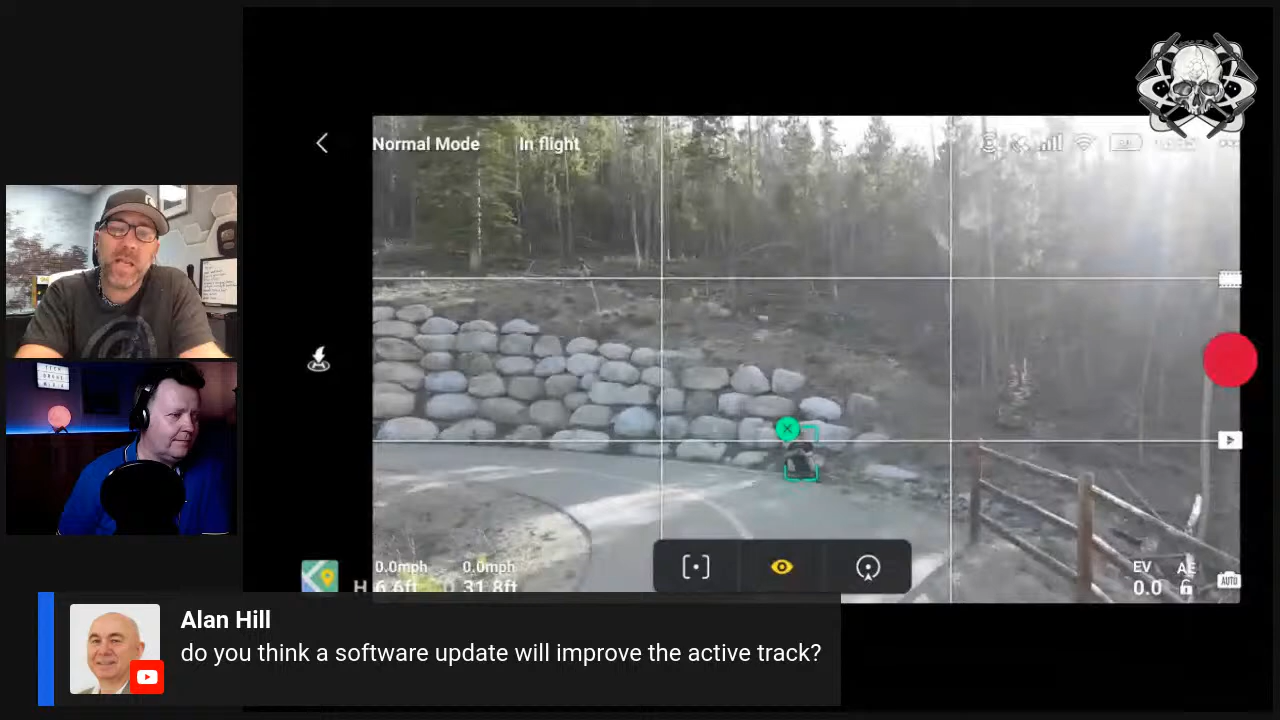 Normal Mode In flight
0.0mph 0.0mph
H 6.6ft D 31.8ft
EV AE
0.0
AUTO
Alan Hill
do you think a software update will improve the active track?